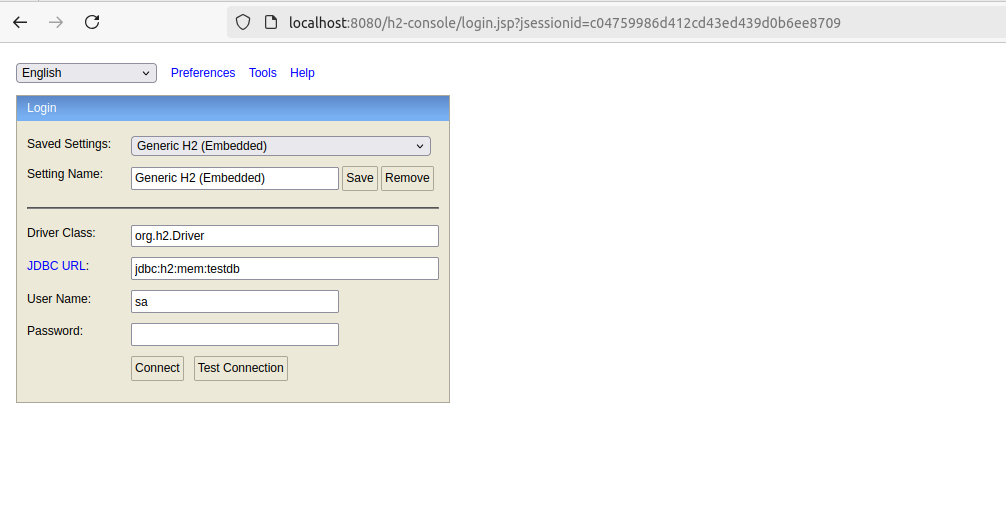 localhost:8080/h2-console/login.jsp?jsessionid=c04759986d412cd43ed439d0b6ee8709
English Preferences Tools Help
Login
Saved Settings: Generic H2 (Embedded)
Setting Name: Generic H2 (Embedded) Save Remove
Driver Class: org.h2.Driver
JDBC URL: jdbc:h2:mem:testdb
User Name: sa
Password:
Connect Test Connection